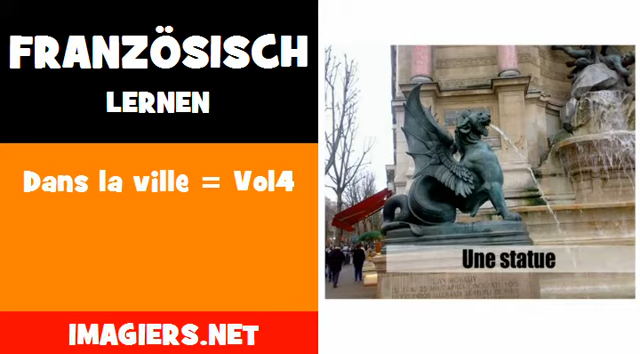 FRANZÖSISCH
LERNEN
Dans la ville = Vol4
IMAGIERS.NET
Une statue